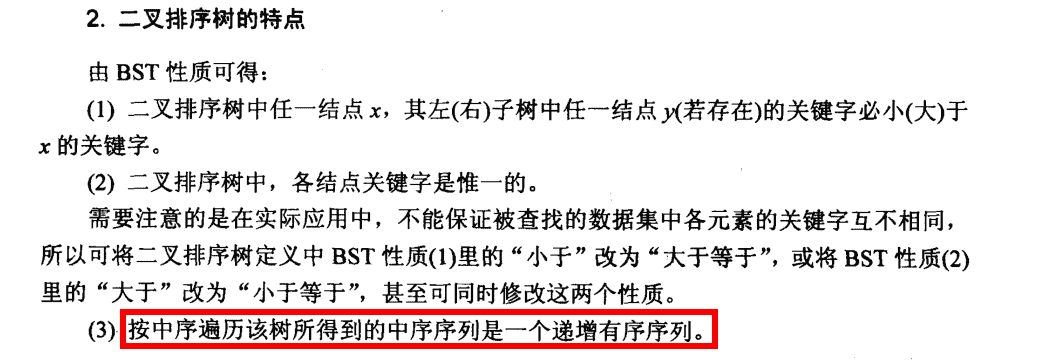 2. 二叉排序树的特点
由 BST 性质可得：
(1) 二叉排序树中任一结点 x，其左(右)子树中任一结点 y(若存在)的关键字必小(大)于
x 的关键字。
(2) 二叉排序树中，各结点关键字是惟一的。
需要注意的是在实际应用中，不能保证被查找的数据集中各元素的关键字互不相同，
所以可将二叉排序树定义中 BST 性质(1)里的“小于”改为“大于等于”，或将 BST 性质(2)
里的“大于”改为“小于等于”，甚至可同时修改这两个性质。
(3) 按中序遍历该树所得到的中序序列是一个递增有序序列。